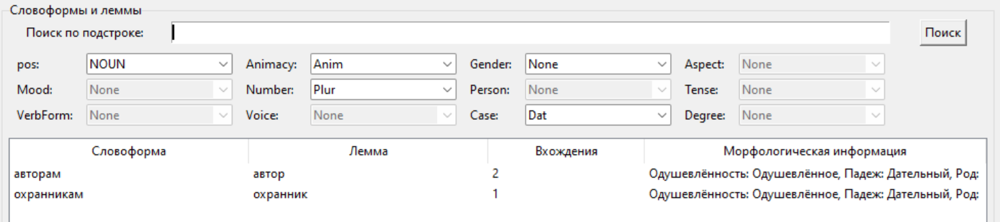 Словоформы и леммы
Поиск по подстроке: Поиск
pos: NOUN Animacy: Anim Gender: None Aspect: None
Mood: None Number: Plur Person: None Tense: None
VerbForm: None Voice: None Case: Dat Degree: None
Словоформа Лемма Вхождения Морфологическая информация
авторам автор 2 Одушевлённость: Одушевлённое, Падеж: Дательный, Род:
охранникам охранник 1 Одушевлённость: Одушевлённое, Падеж: Дательный, Род: